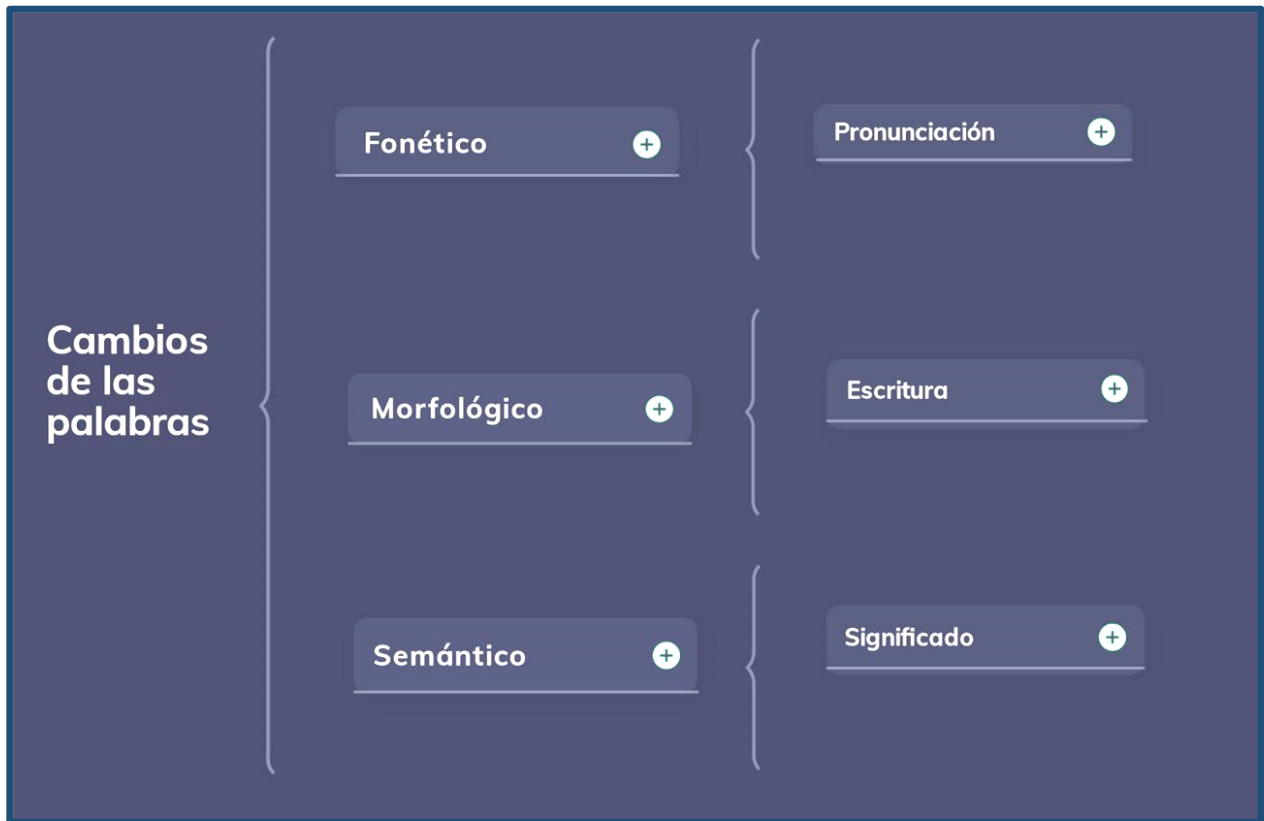 Cambios
de las
palabras
Fonético
Pronunciación
Morfológico
Escritura
Semántico
Significado